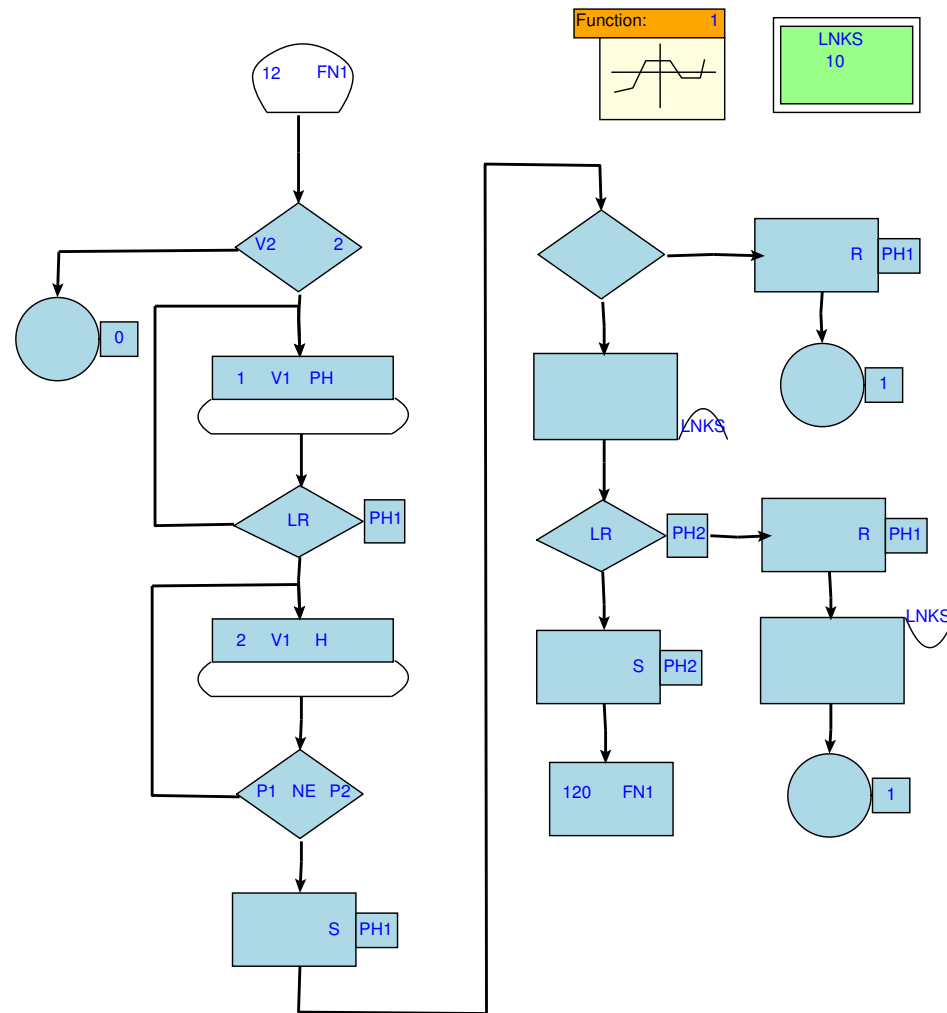 Function: 1
LNKS
10
12 FN1
V2 2
0
1 V1 PH
LR PH1
2 V1 H
P1 NE P2
S PH1
R PH1
1
LNKS
LR PH2
R PH1
LNKS
S PH2
120 FN1
1